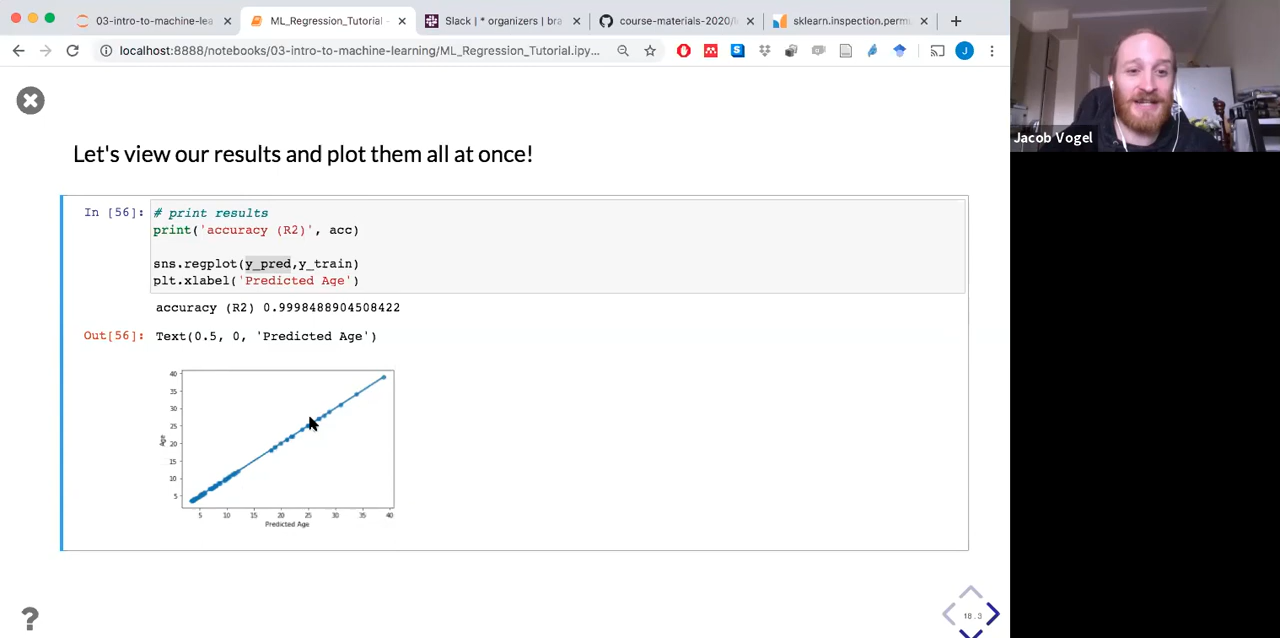 03-intro-to-machine-lea
ML_Regression_Tutorial -
Slack | * organizers | bra
course-materials-2020/
sklearn.inspection.perm
localhost:8888/notebooks/03-intro-to-machine-learning/ML_Regression_Tutorial.ipy...
J
Jacob Vogel
Let's view our results and plot them all at once!
In [56]:
# print results
print('accuracy (R2)', acc)
sns.regplot(y_pred,y_train)
plt.xlabel('Predicted Age')
accuracy (R2) 0.9998488904508422
Out[56]:
Text(0.5, 0, 'Predicted Age')
40
35
30
25
20
15
10
5
Age
5 10 15 20 25 30 35 40
Predicted Age
?
18.3